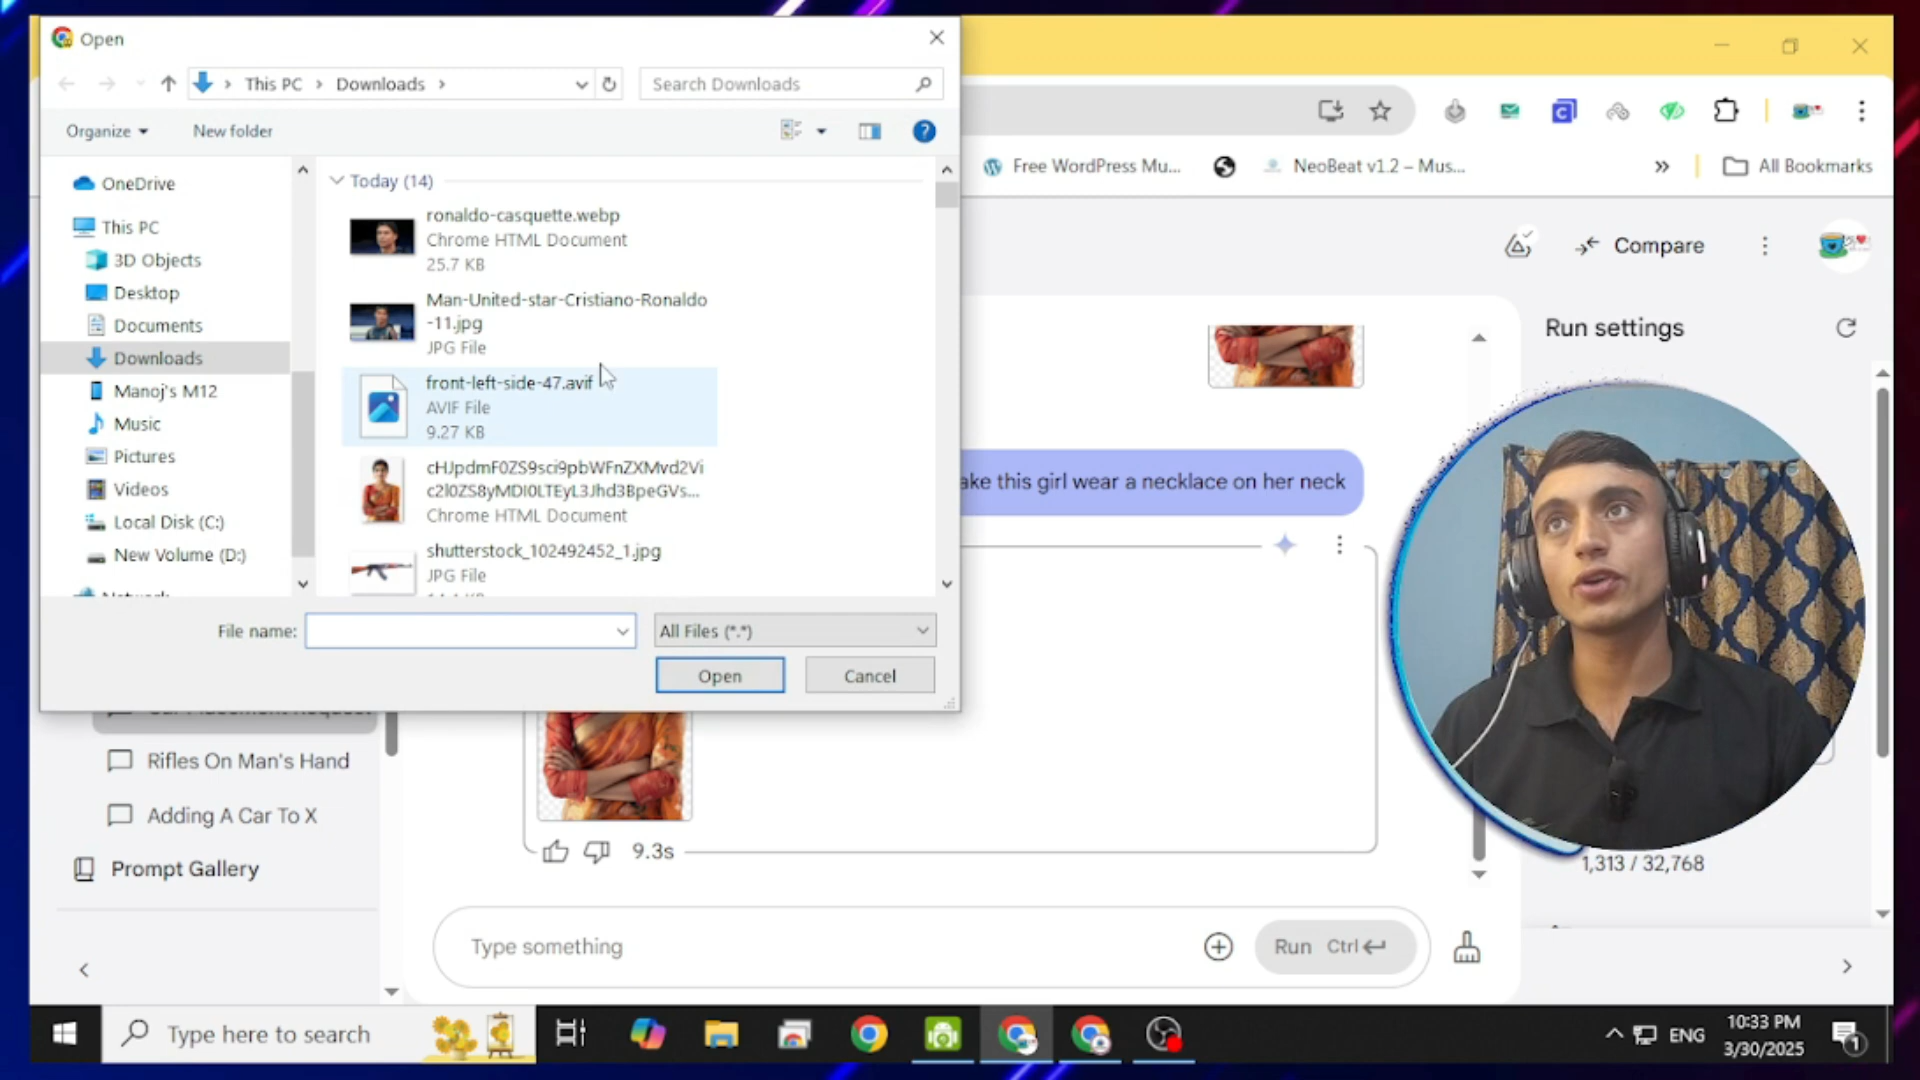 Open
This PC
Downloads
Search Downloads
Organize
New folder
OneDrive
This PC
3D Objects
Desktop
Documents
Downloads
Manoj's M12
Music
Pictures
Videos
Local Disk (C:)
New Volume (D:)
Today (14)
ronaldo-casquette.webp
Chrome HTML Document
25.7 KB
Man-United-star-Cristiano-Ronaldo
-11.jpg
JPG File
front-left-side-47.avif
AVIF File
9.27 KB
Chrome HTML Document
shutterstock_102492452_1.jpg
JPG File
File name:
All Files (*.*)
Open
Cancel
Free WordPress Mu...
NeoBeat v1.2 – Mus...
»
All Bookmarks
Compare
Run settings
ake this girl wear a necklace on her neck
Rifles On Man's Hand
Adding A Car To X
Prompt Gallery
9.3s
1,313 / 32,768
Type something
Run Ctrl
Type here to search
ENG
10:33 PM
3/30/2025
1